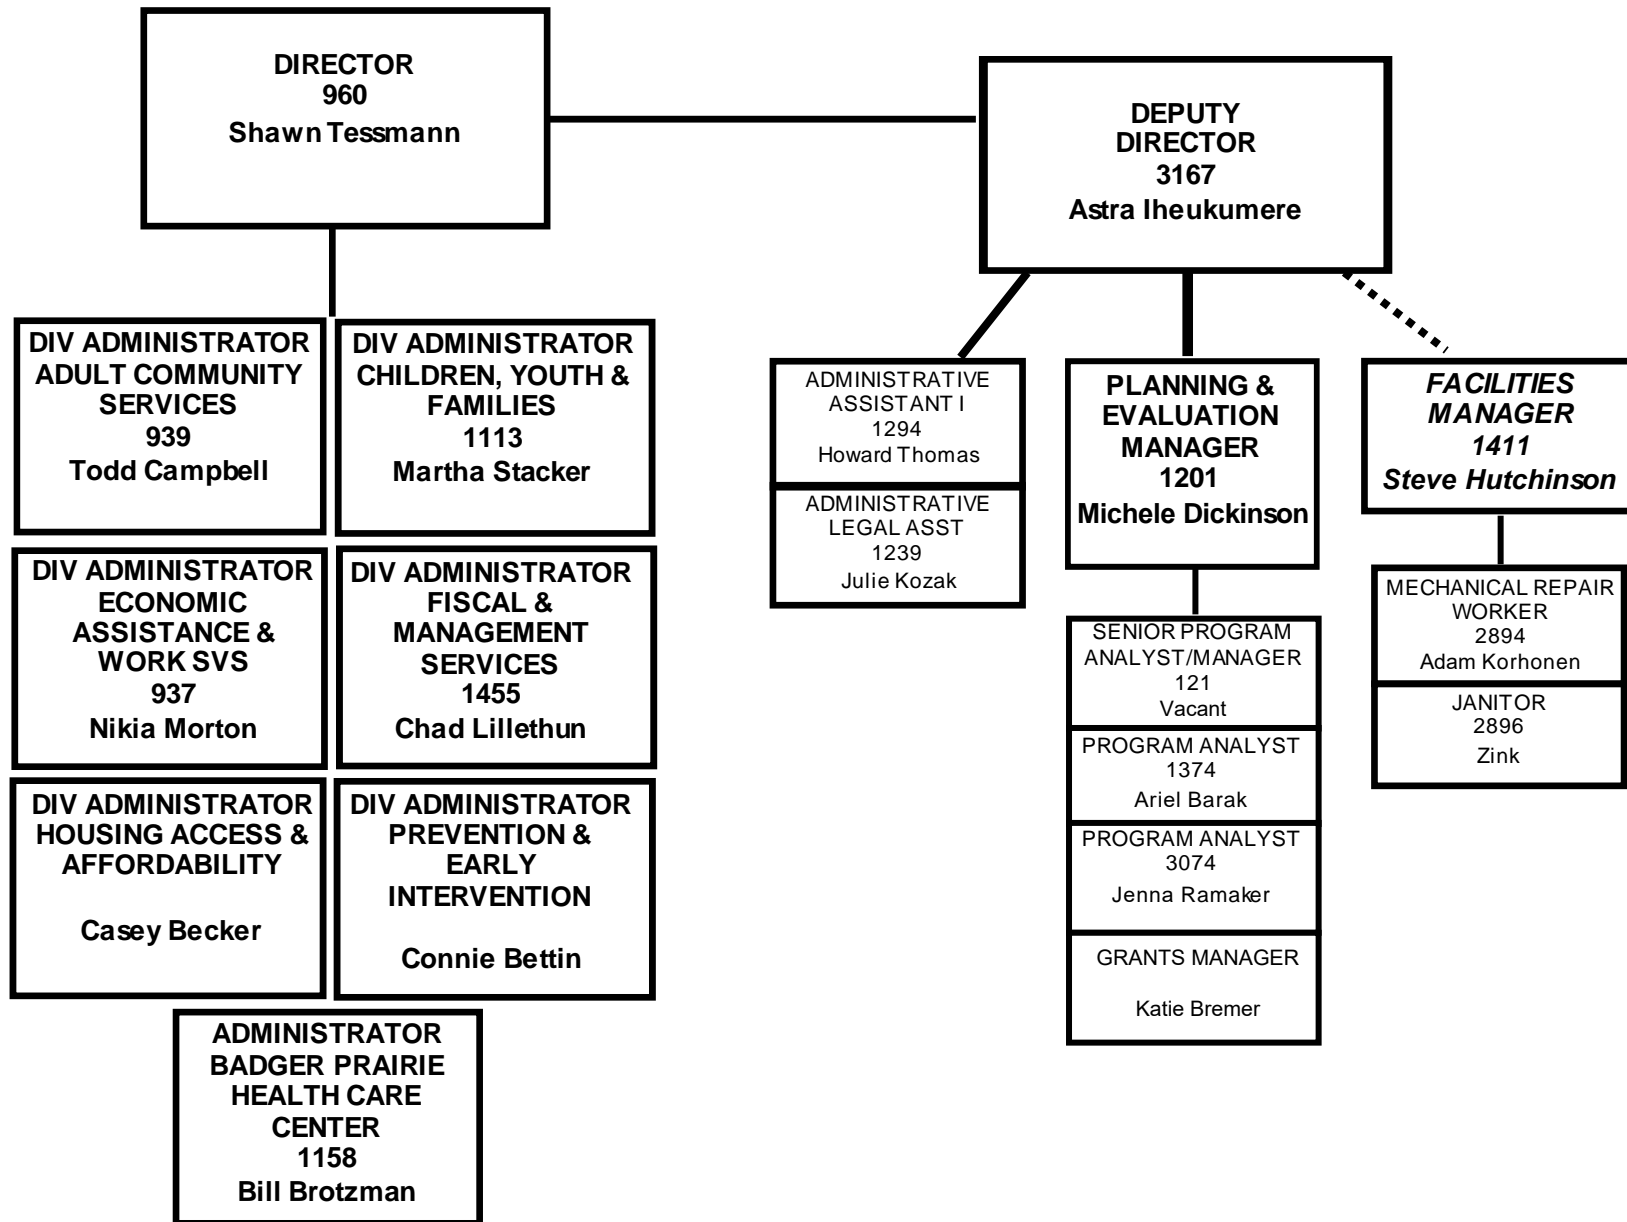 DIRECTOR
960
Shawn Tessmann
DEPUTY
DIRECTOR
3167
Astra Iheukumere
DIV ADMINISTRATOR
ADULT COMMUNITY
SERVICES
939
Todd Campbell
DIV ADMINISTRATOR
CHILDREN, YOUTH &
FAMILIES
1113
Martha Stacker
DIV ADMINISTRATOR
ECONOMIC
ASSISTANCE &
WORK SVS
937
Nikia Morton
DIV ADMINISTRATOR
FISCAL &
MANAGEMENT
SERVICES
1455
Chad Lillethun
DIV ADMINISTRATOR
HOUSING ACCESS &
AFFORDABILITY
Casey Becker
DIV ADMINISTRATOR
PREVENTION &
EARLY
INTERVENTION
Connie Bettin
ADMINISTRATOR
BADGER PRAIRIE
HEALTH CARE
CENTER
1158
Bill Brotzman
ADMINISTRATIVE
ASSISTANT I
1294
Howard Thomas
ADMINISTRATIVE
LEGAL ASST
1239
Julie Kozak
PLANNING &
EVALUATION
MANAGER
1201
Michele Dickinson
SENIOR PROGRAM
ANALYST/MANAGER
121
Vacant
PROGRAM ANALYST
1374
Ariel Barak
PROGRAM ANALYST
3074
Jenna Ramaker
GRANTS MANAGER
Katie Bremer
FACILITIES
MANAGER
1411
Steve Hutchinson
MECHANICAL REPAIR
WORKER
2894
Adam Korhonen
JANITOR
2896
Zink